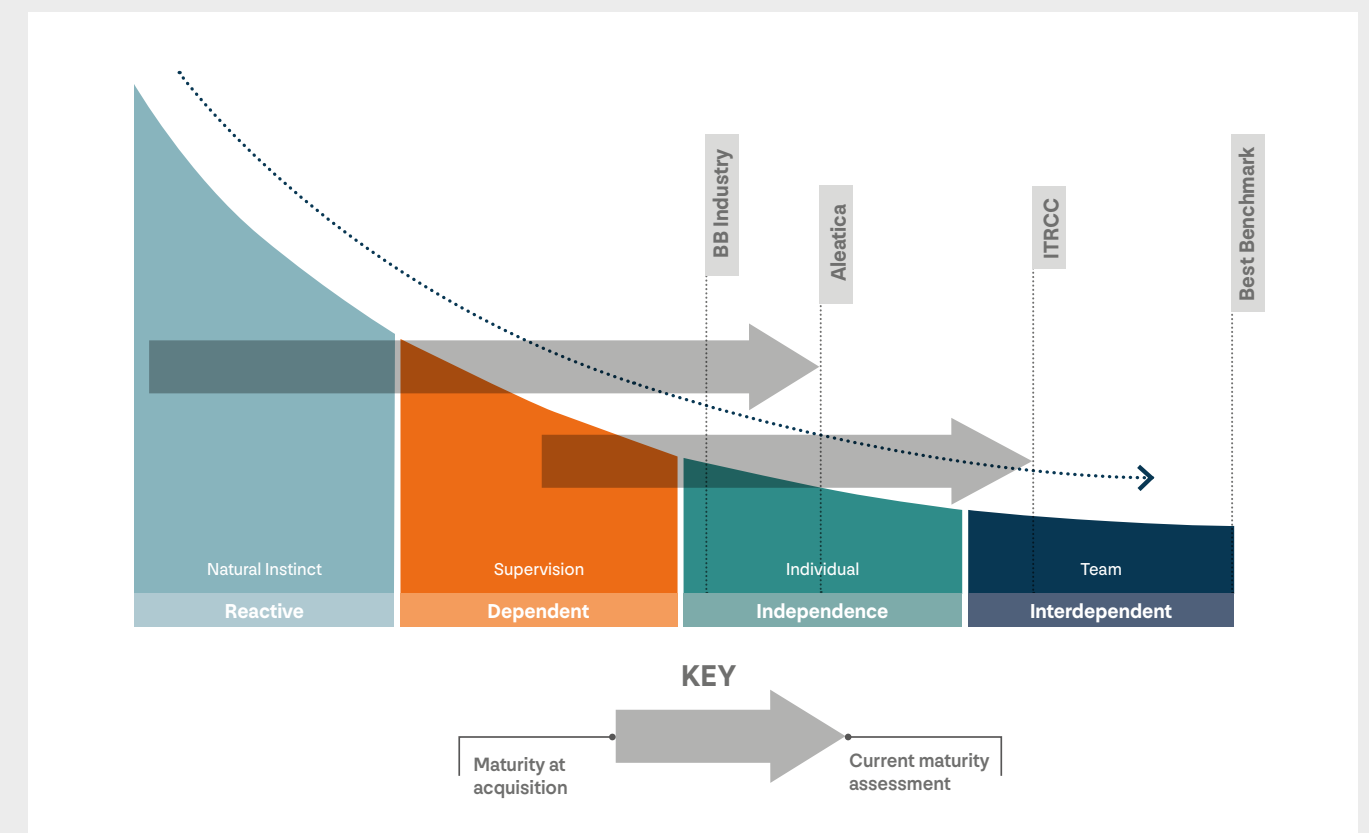 BB Industry
Aleatica
ITRCC
Best Benchmark
Natural Instinct
Supervision
Individual
Team
Reactive
Dependent
Independence
Interdependent
KEY
Maturity at
acquisition
Current maturity
assessment